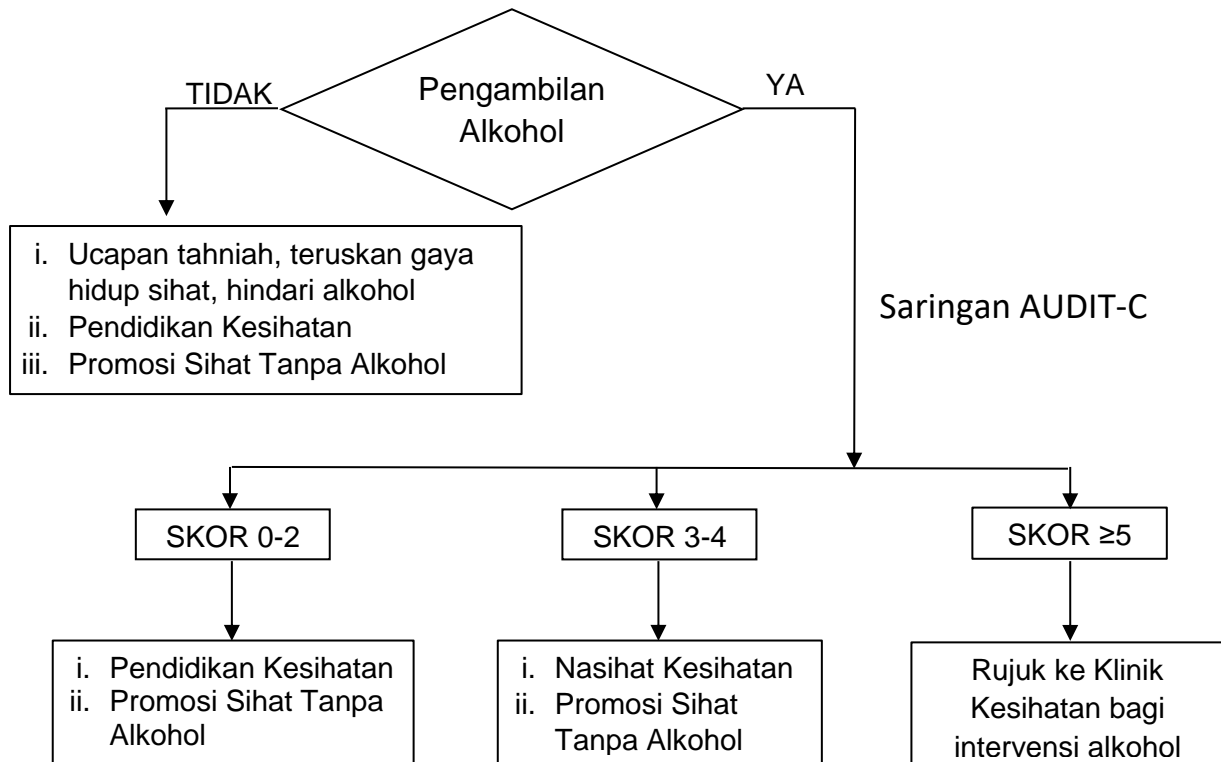 Pengambilan
Alkohol
TIDAK
YA
i. Ucapan tahniah, teruskan gaya
hidup sihat, hindari alkohol
ii. Pendidikan Kesihatan
iii. Promosi Sihat Tanpa Alkohol
Saringan AUDIT-C
SKOR 0-2
SKOR 3-4
SKOR ≥5
i. Pendidikan Kesihatan
ii. Promosi Sihat Tanpa
Alkohol
i. Nasihat Kesihatan
ii. Promosi Sihat
Tanpa Alkohol
Rujuk ke Klinik
Kesihatan bagi
intervensi alkohol